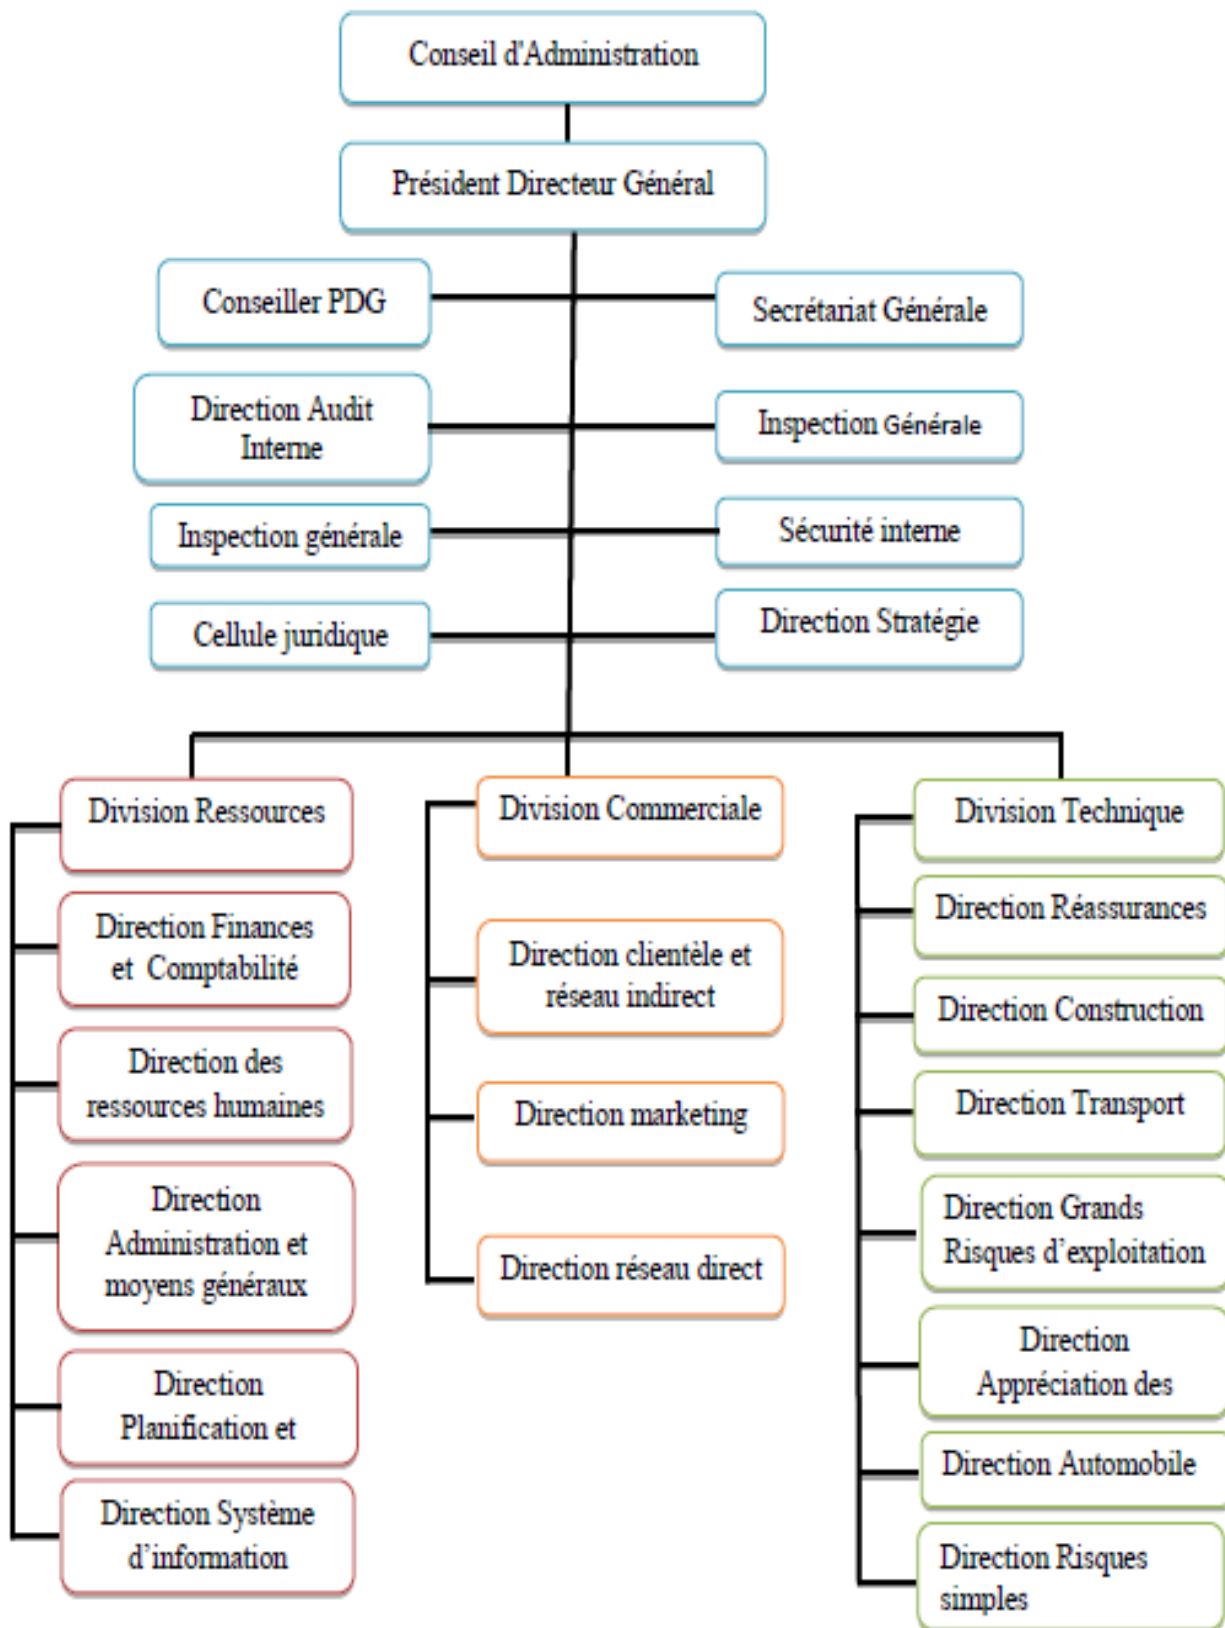 Conseil d'Administration
Président Directeur Général
Conseiller PDG
Secrétariat Générale
Direction Audit
Interne
Inspection Générale
Inspection générale
Sécurité interne
Cellule juridique
Direction Stratégie
Division Ressources
Direction Finances
et Comptabilité
Direction des
ressources humaines
Direction
Administration et
moyens généraux
Direction
Planification et
Direction Système
d’information
Division Commerciale
Direction clientèle et
réseau indirect
Direction marketing
Direction réseau direct
Division Technique
Direction Réassurances
Direction Construction
Direction Transport
Direction Grands
Risques d’exploitation
Direction
Appréciation des
Direction Automobile
Direction Risques
simples